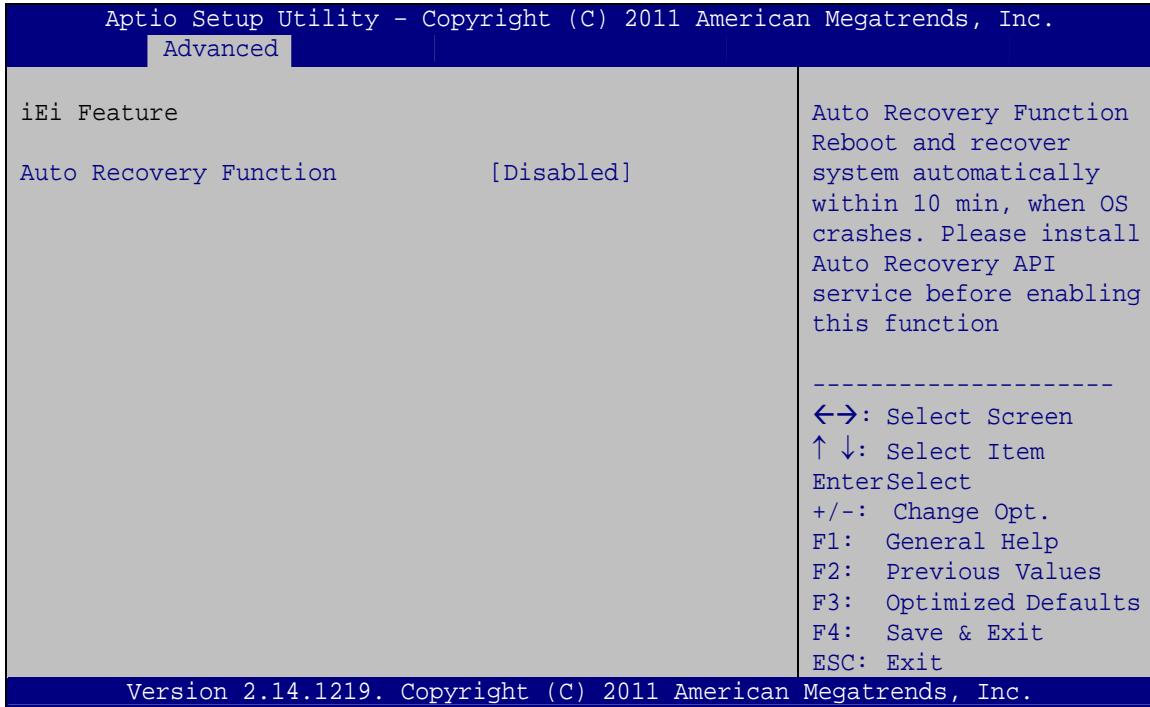 Aptio Setup Utility – Copyright (C) 2011 American Megatrends, Inc.
Advanced
iEi Feature
Auto Recovery Function [Disabled]
Auto Recovery Function
Reboot and recover
system automatically
within 10 min, when OS
crashes. Please install
Auto Recovery API
service before enabling
this function
---------------------
←→: Select Screen
↑ ↓: Select Item
EnterSelect
+/-: Change Opt.
F1: General Help
F2: Previous Values
F3: Optimized Defaults
F4: Save & Exit
ESC: Exit
Version 2.14.1219. Copyright (C) 2011 American Megatrends, Inc.